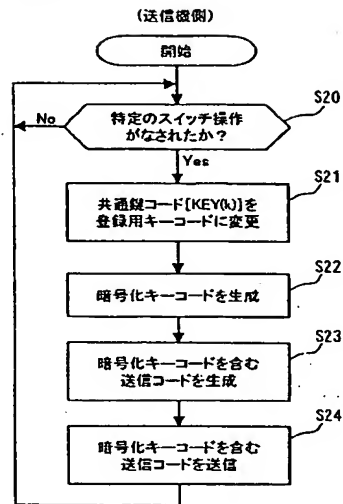 (送信機側)
開始
S20
特定のスイッチ操作
がなされたか?
No
Yes
S21
共通鍵コード[KEY(k)]を
登録用キーコードに変更
S22
暗号化キーコードを生成
S23
暗号化キーコードを含む
送信コードを生成
S24
暗号化キーコードを含む
送信コードを送信